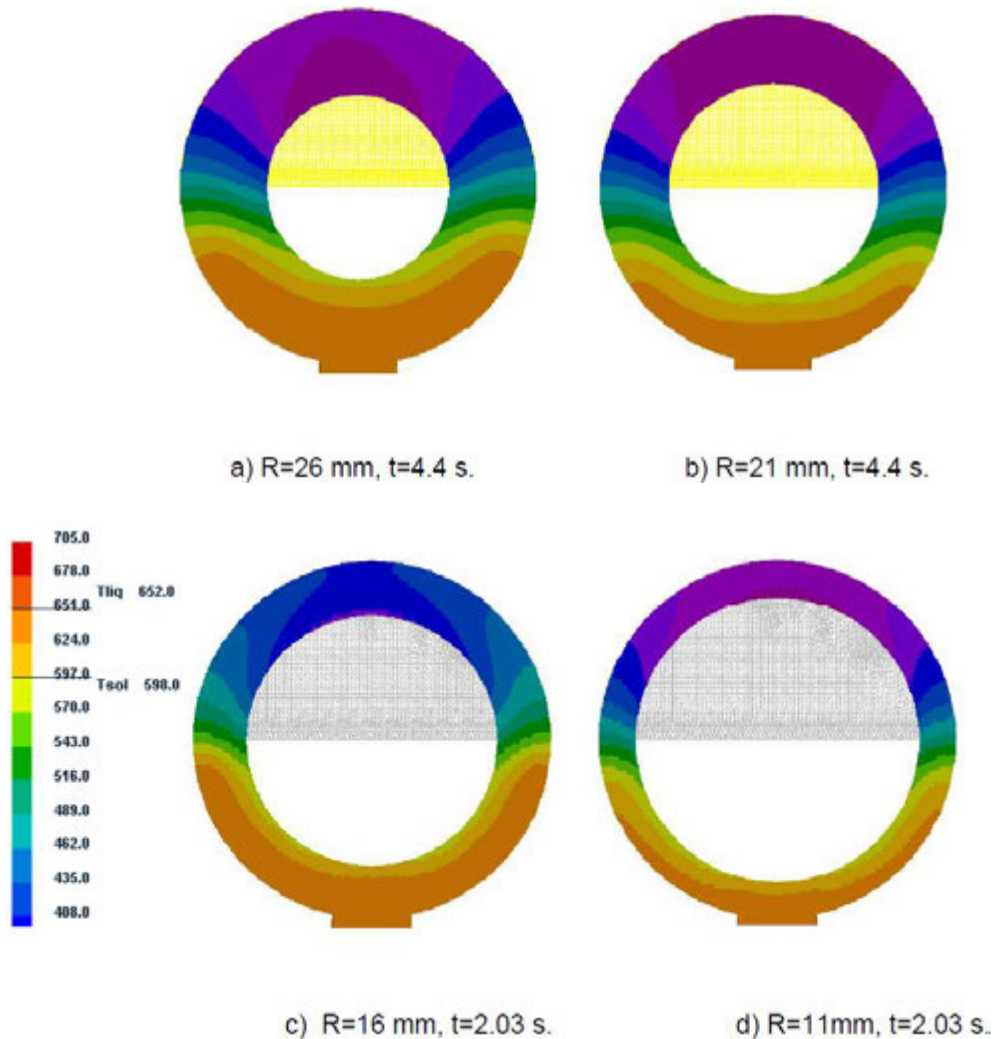 a) R=26 mm, t=4.4 s.
b) R=21 mm, t=4.4 s.
705.0
678.0
Tliq 652.0
651.0
624.0
597.0
Tsol 598.0
570.0
543.0
516.0
489.0
462.0
435.0
408.0
c) R=16 mm, t=2.03 s.
d) R=11mm, t=2.03 s.